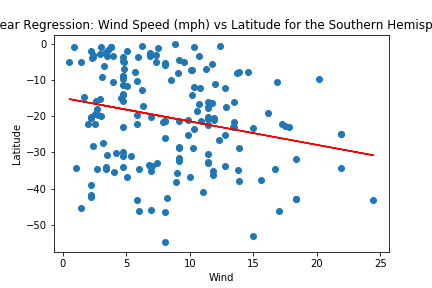 ear Regression: Wind Speed (mph) vs Latitude for the Southern Hemisp
0
−10
−20
−30
−40
−50
Latitude
0 5 10 15 20 25
Wind